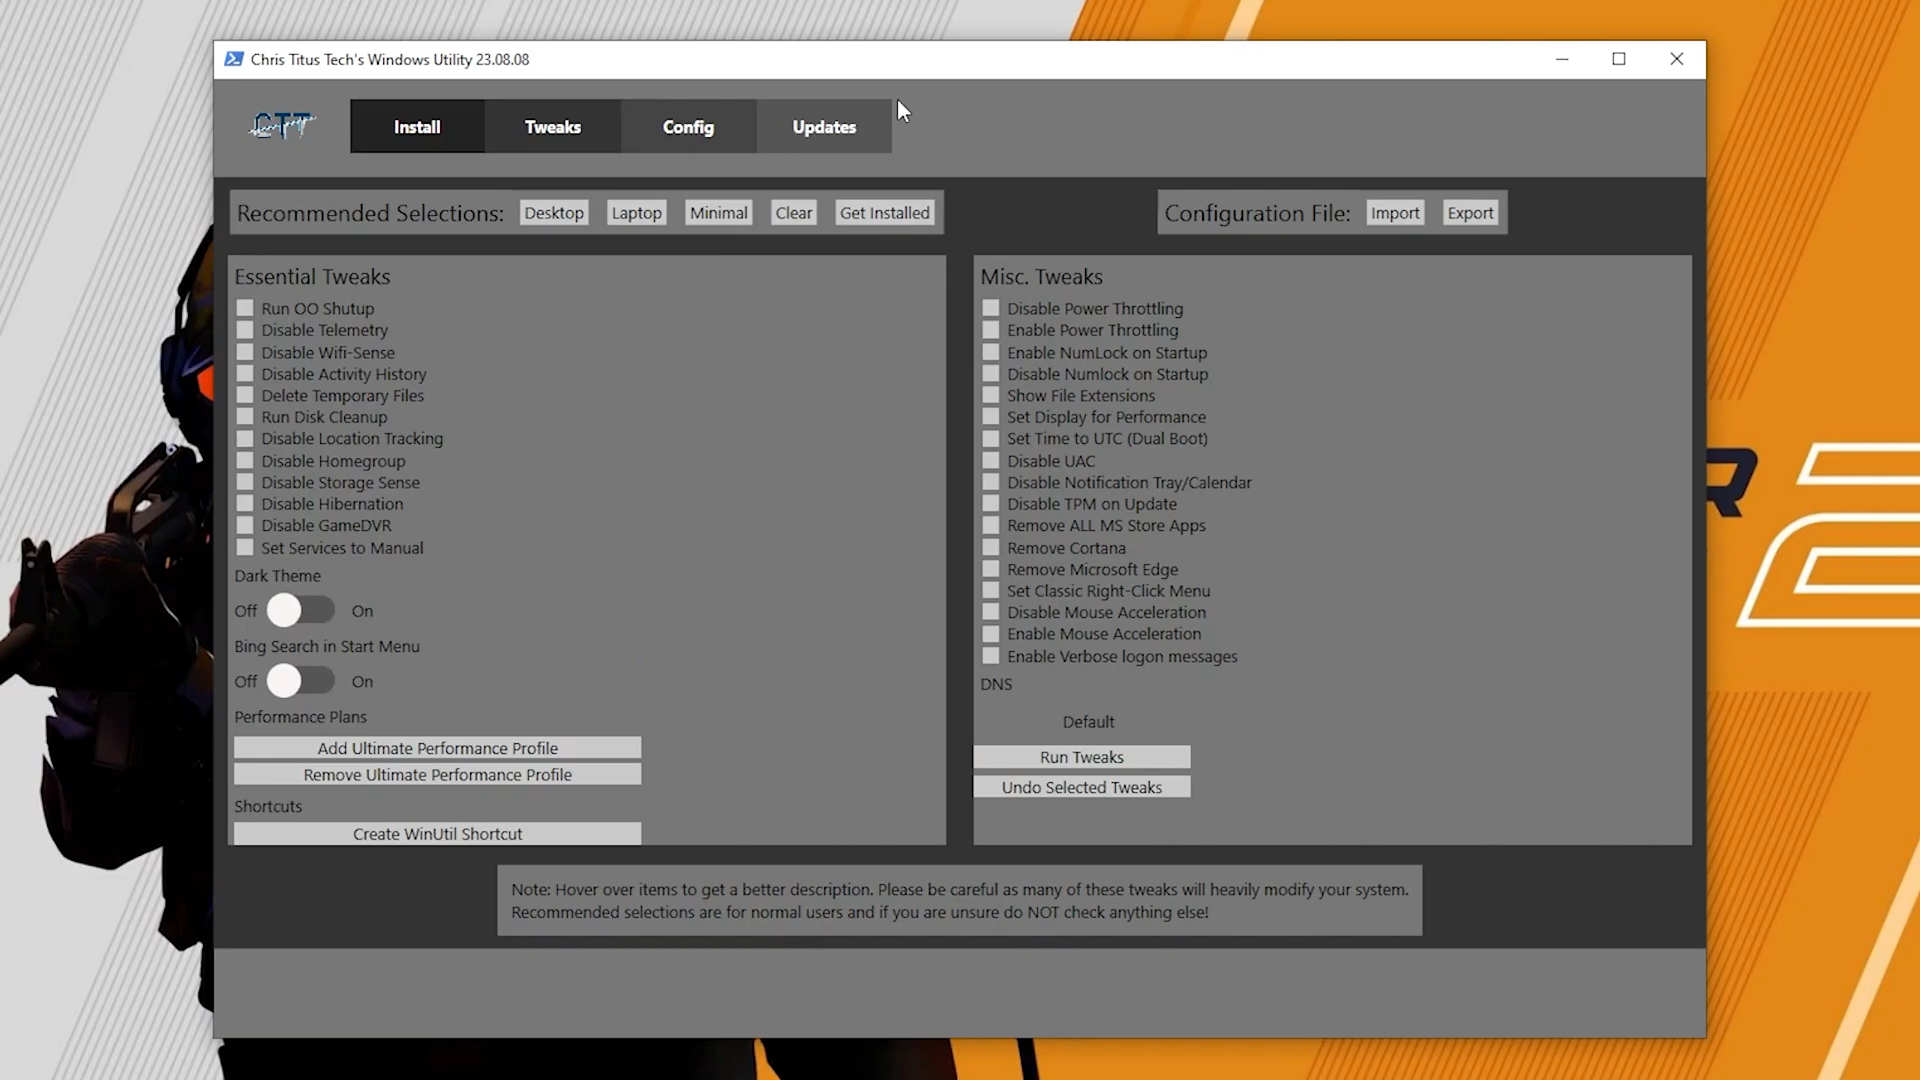 Chris Titus Tech's Windows Utility 23.08.08
CTT
Install
Tweaks
Config
Updates
Recommended Selections:
Desktop
Laptop
Minimal
Clear
Get Installed
Configuration File:
Import
Export
Essential Tweaks
Run OO Shutup
Disable Telemetry
Disable Wifi-Sense
Disable Activity History
Delete Temporary Files
Run Disk Cleanup
Disable Location Tracking
Disable Homegroup
Disable Storage Sense
Disable Hibernation
Disable GameDVR
Set Services to Manual
Dark Theme
Off
On
Bing Search in Start Menu
Off
On
Performance Plans
Add Ultimate Performance Profile
Remove Ultimate Performance Profile
Shortcuts
Create WinUtil Shortcut
Misc. Tweaks
Disable Power Throttling
Enable Power Throttling
Enable NumLock on Startup
Disable Numlock on Startup
Show File Extensions
Set Display for Performance
Set Time to UTC (Dual Boot)
Disable UAC
Disable Notification Tray/Calendar
Disable TPM on Update
Remove ALL MS Store Apps
Remove Cortana
Remove Microsoft Edge
Set Classic Right-Click Menu
Disable Mouse Acceleration
Enable Mouse Acceleration
Enable Verbose logon messages
DNS
Default
Run Tweaks
Undo Selected Tweaks
Note: Hover over items to get a better description. Please be careful as many of these tweaks will heavily modify your system.
Recommended selections are for normal users and if you are unsure do NOT check anything else!
R
2